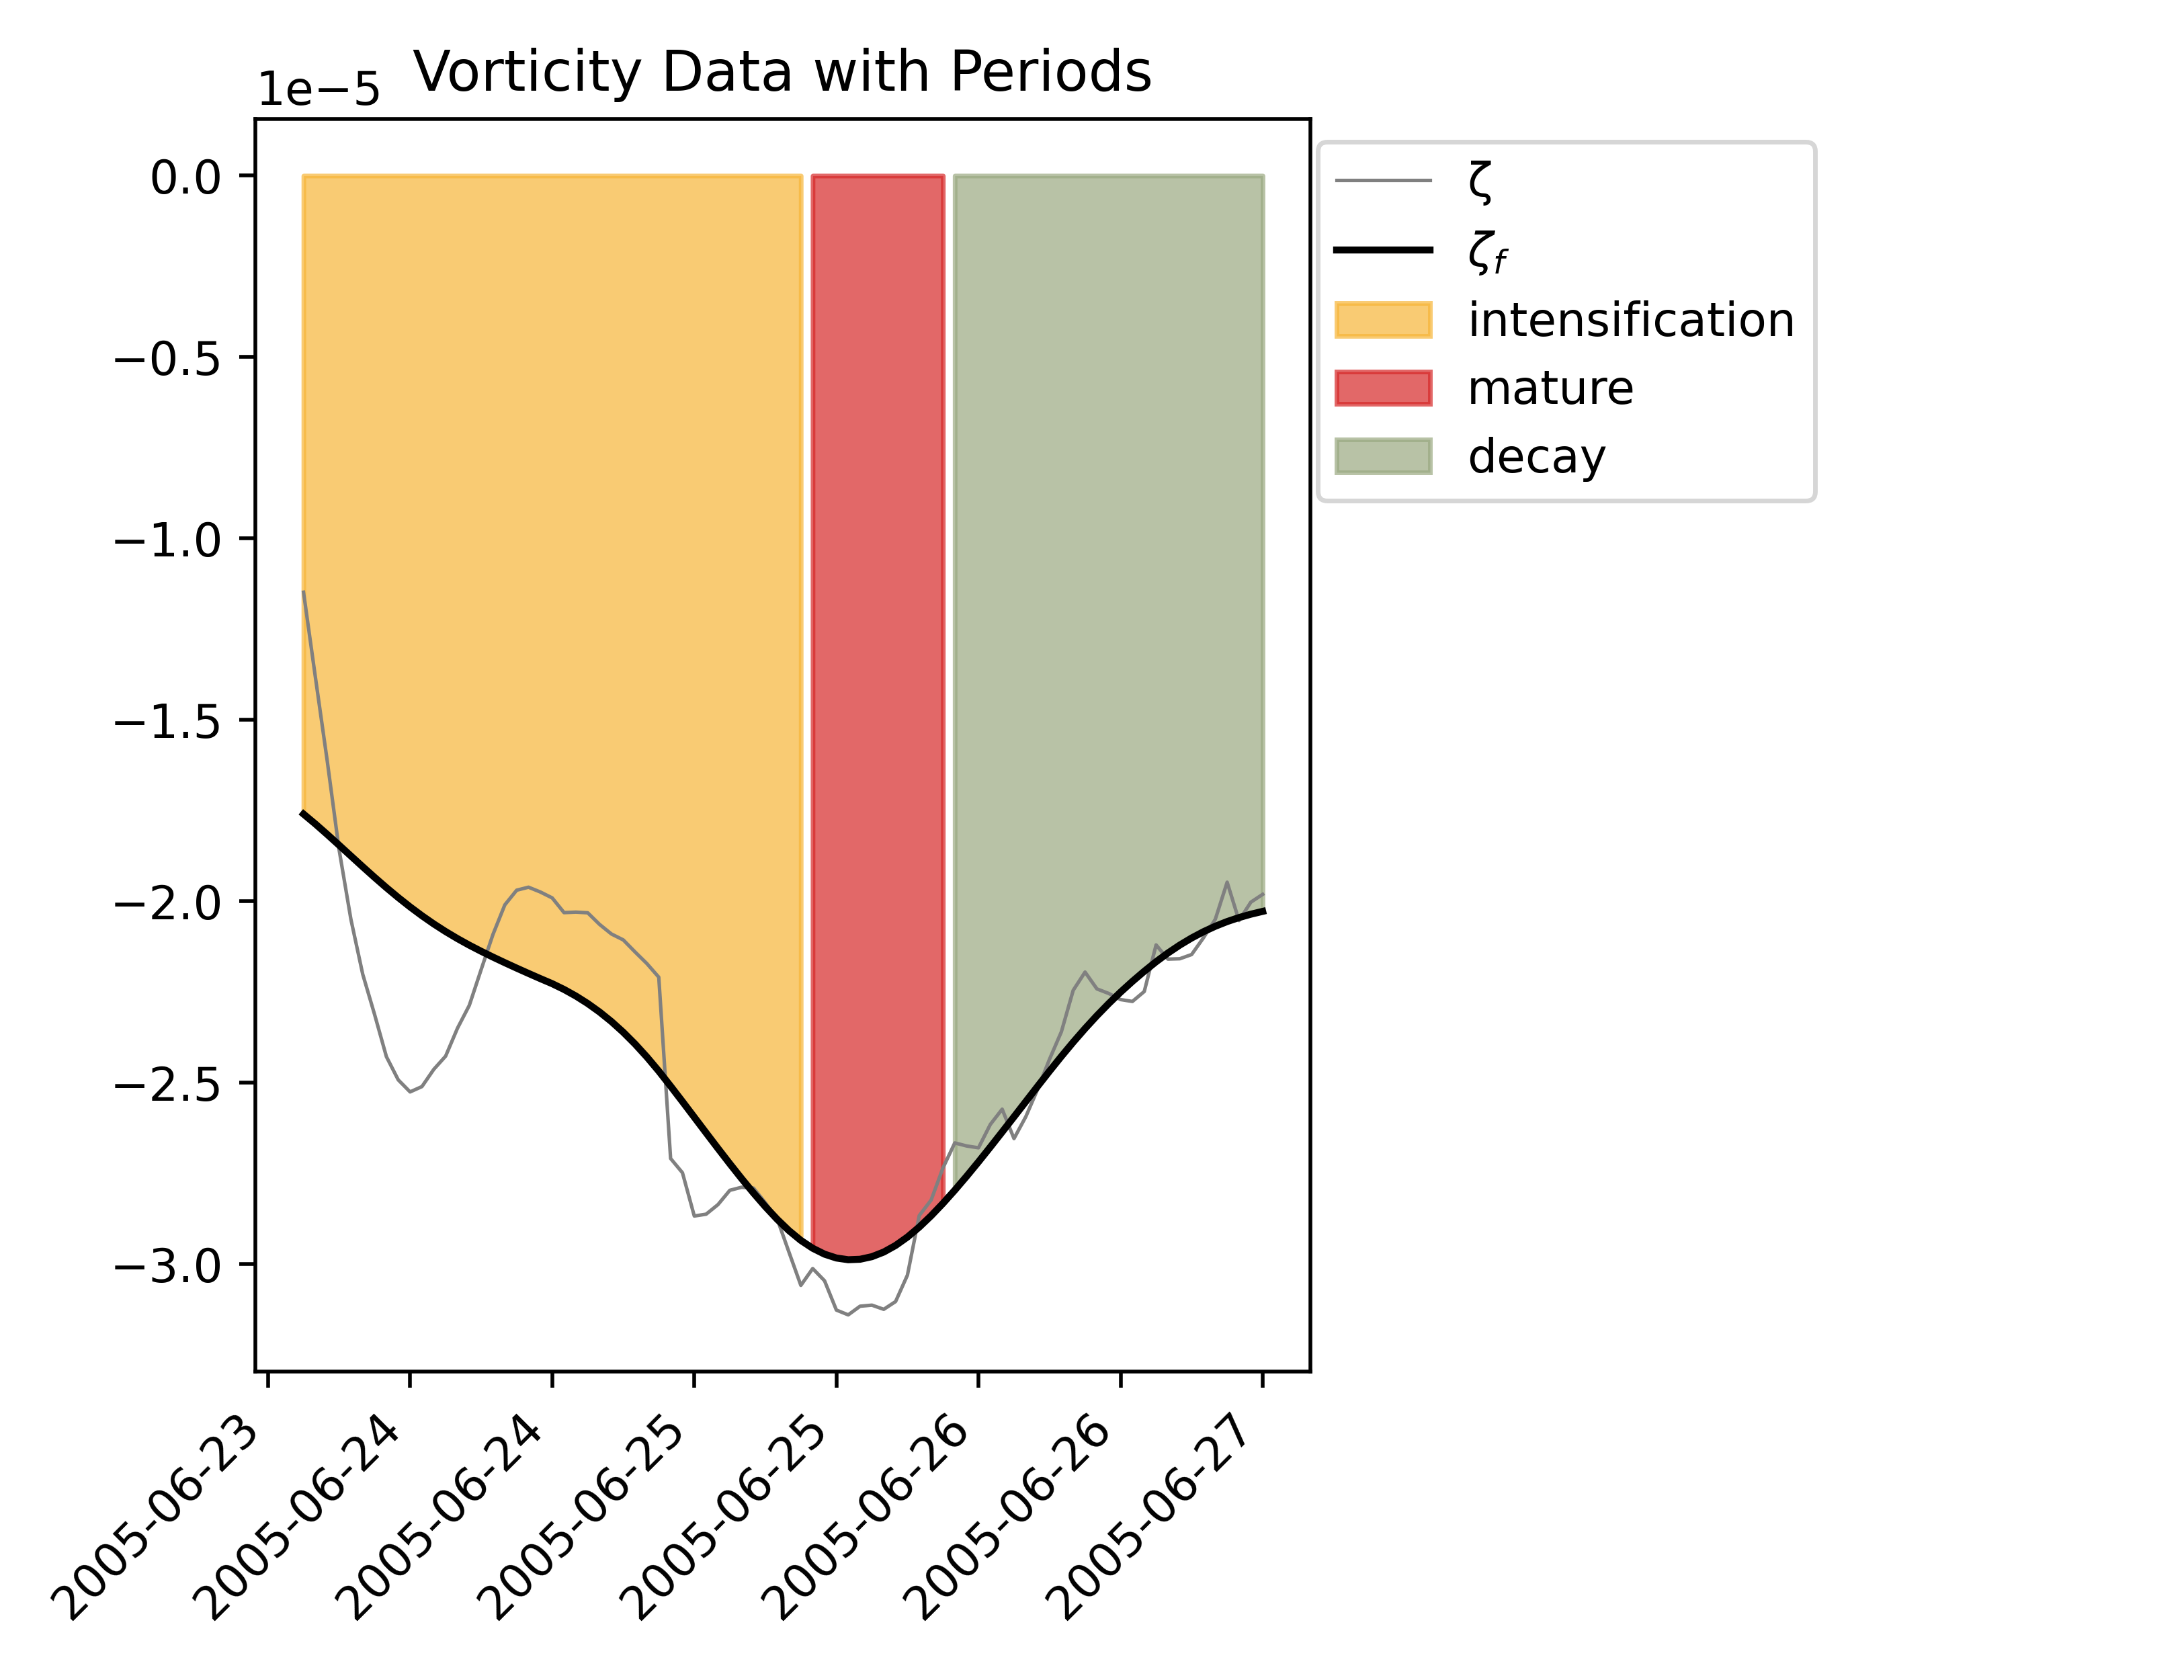 Vorticity Data with Periods
1e−5
0.0
−0.5
−1.0
−1.5
−2.0
−2.5
−3.0
2005-06-23
2005-06-24
2005-06-24
2005-06-25
2005-06-25
2005-06-26
2005-06-26
2005-06-27
ζ
ζf
intensification
mature
decay